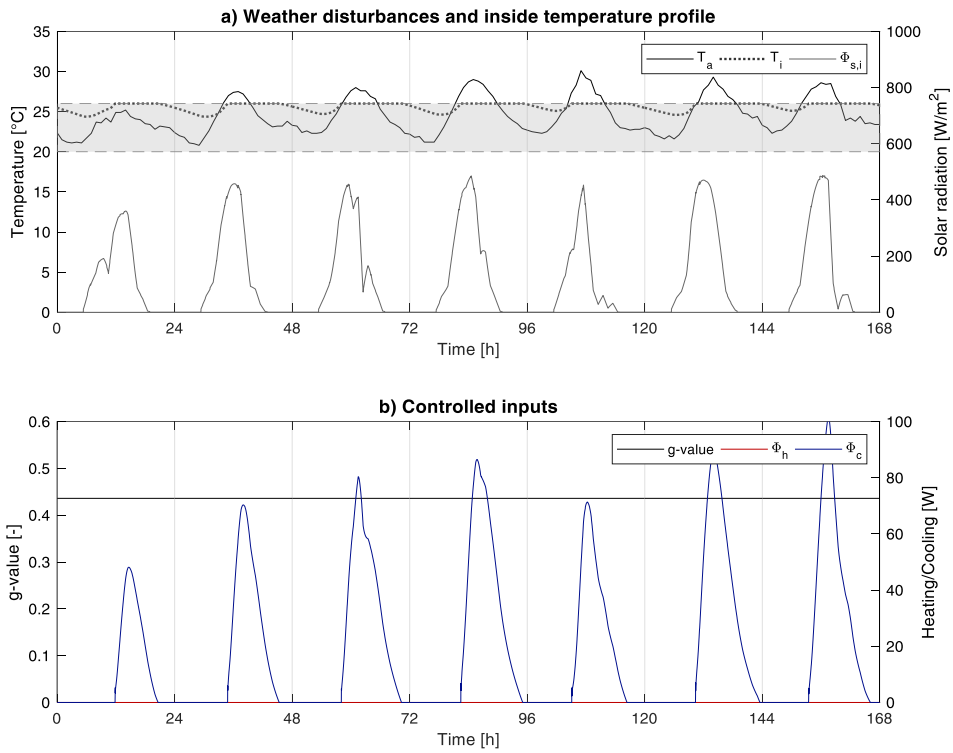 a) Weather disturbances and inside temperature profile
35
30
25
20
15
10
5
0
Temperature [°C]
T_a T_i Φ_s,i
1000
800
600
400
200
0
Solar radiation [W/m²]
0 24 48 72 96 120 144 168
Time [h]
b) Controlled inputs
0.6
0.5
0.4
0.3
0.2
0.1
0
g-value [-]
g-value Φ_h Φ_c
100
80
60
40
20
0
Heating/Cooling [W]
0 24 48 72 96 120 144 168
Time [h]